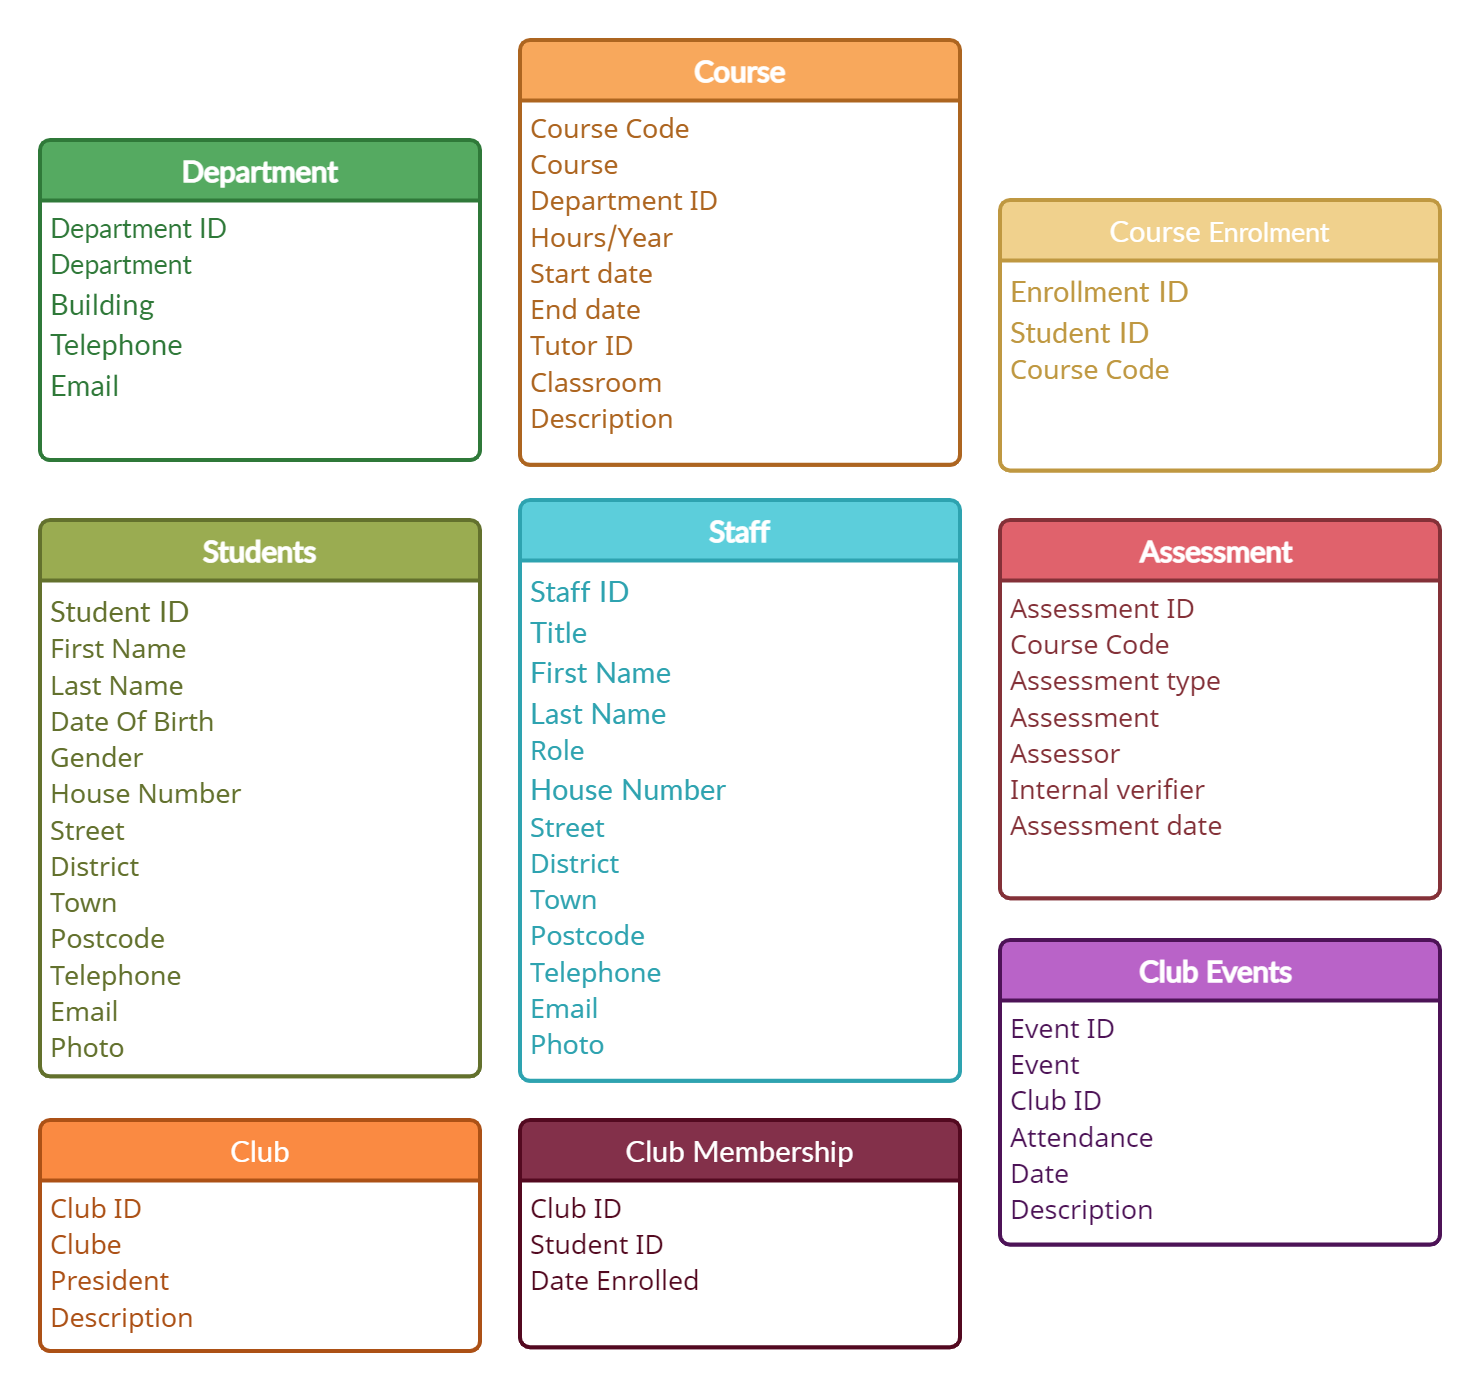 Course
Course Code
Course
Department ID
Hours/Year
Start date
End date
Tutor ID
Classroom
Description
Department
Department ID
Department
Building
Telephone
Email
Course Enrolment
Enrollment ID
Student ID
Course Code
Students
Student ID
First Name
Last Name
Date Of Birth
Gender
House Number
Street
District
Town
Postcode
Telephone
Email
Photo
Staff
Staff ID
Title
First Name
Last Name
Role
House Number
Street
District
Town
Postcode
Telephone
Email
Photo
Assessment
Assessment ID
Course Code
Assessment type
Assessment
Assessor
Internal verifier
Assessment date
Club Events
Event ID
Event
Club ID
Attendance
Date
Description
Club
Club ID
Clube
President
Description
Club Membership
Club ID
Student ID
Date Enrolled